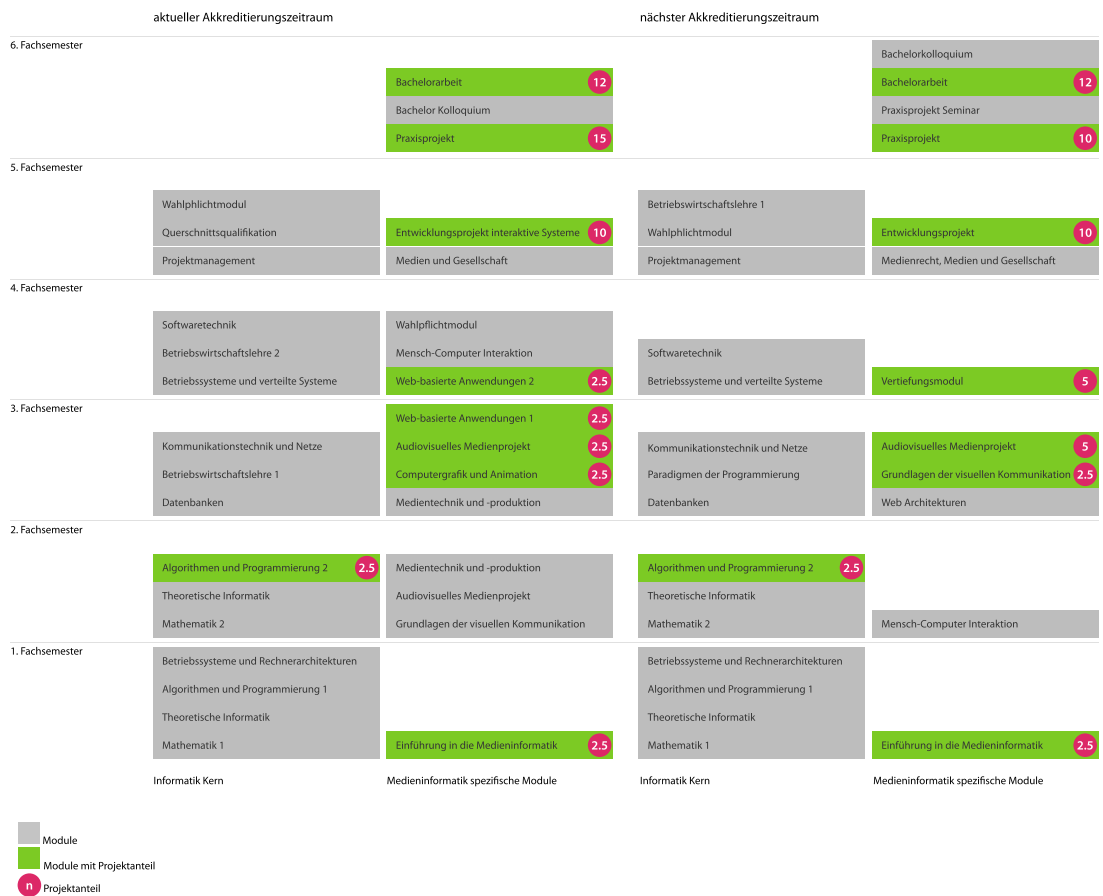 aktueller Akkreditierungszeitraum
nächster Akkreditierungszeitraum
6. Fachsemester
Bachelorarbeit 12
Bachelor Kolloquium
Praxisprojekt 15
Bachelorkolloquium
Bachelorarbeit 12
Praxisprojekt Seminar
Praxisprojekt 10
5. Fachsemester
Wahlphlichtmodul
Querschnittsqualifikation
Projektmanagement
Entwicklungsprojekt interaktive Systeme 10
Medien und Gesellschaft
Betriebswirtschaftslehre 1
Wahlphlichtmodul
Projektmanagement
Entwicklungsprojekt 10
Medienrecht, Medien und Gesellschaft
4. Fachsemester
Softwaretechnik
Betriebswirtschaftslehre 2
Betriebssysteme und verteilte Systeme
Wahlpflichtmodul
Mensch-Computer Interaktion
Web-basierte Anwendungen 2 2.5
Softwaretechnik
Betriebssysteme und verteilte Systeme
Vertiefungsmodul 5
3. Fachsemester
Kommunikationstechnik und Netze
Betriebswirtschaftslehre 1
Datenbanken
Web-basierte Anwendungen 1 2.5
Audiovisuelles Medienprojekt 2.5
Computergrafik und Animation 2.5
Medientechnik und -produktion
Kommunikationstechnik und Netze
Paradigmen der Programmierung
Datenbanken
Audiovisuelles Medienprojekt 5
Grundlagen der visuellen Kommunikation 2.5
Web Architekturen
2. Fachsemester
Algorithmen und Programmierung 2 2.5
Theoretische Informatik
Mathematik 2
Medientechnik und -produktion
Audiovisuelles Medienprojekt
Grundlagen der visuellen Kommunikation
Algorithmen und Programmierung 2 2.5
Theoretische Informatik
Mathematik 2
Mensch-Computer Interaktion
1. Fachsemester
Betriebssysteme und Rechnerarchitekturen
Algorithmen und Programmierung 1
Theoretische Informatik
Mathematik 1
Einführung in die Medieninformatik 2.5
Betriebssysteme und Rechnerarchitekturen
Algorithmen und Programmierung 1
Theoretische Informatik
Mathematik 1
Einführung in die Medieninformatik 2.5
Informatik Kern
Medieninformatik spezifische Module
Informatik Kern
Medieninformatik spezifische Module
Module
Module mit Projektanteil
n Projektanteil